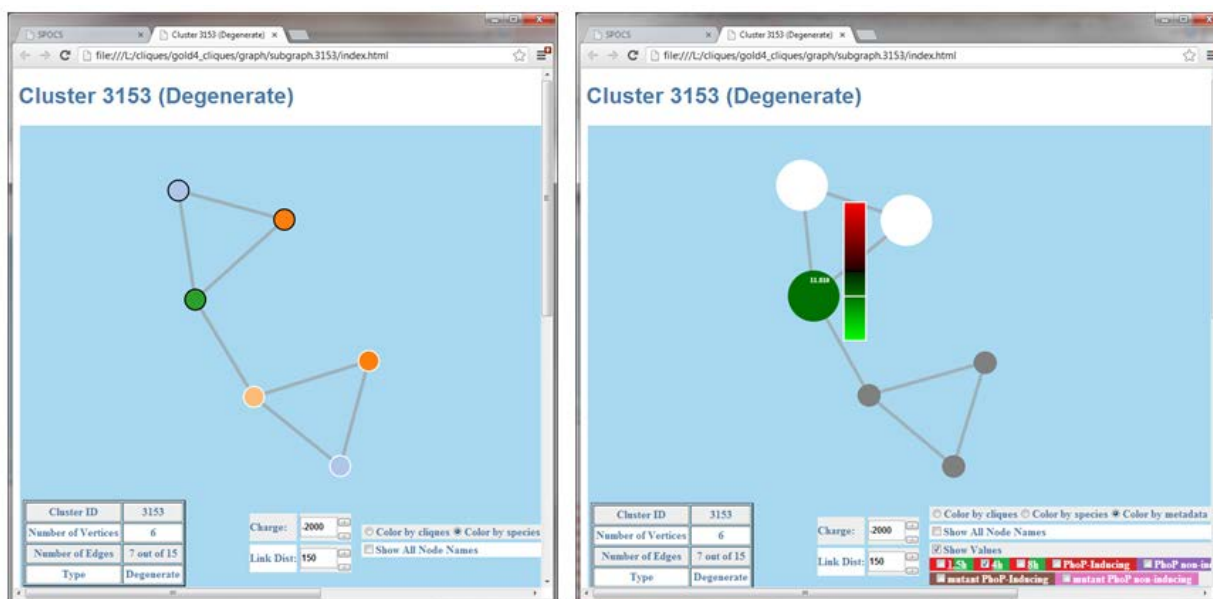 SPOCS
Cluster 3153 (Degenerate)
file:///L:/cliques/gold4_cliques/graph/subgraph.3153/index.html
Cluster 3153 (Degenerate)
Cluster ID 3153
Number of Vertices 6
Number of Edges 7 out of 15
Type Degenerate
Charge: -2000
Link Dist: 150
Color by cliques Color by species
Show All Node Names
SPOCS
Cluster 3153 (Degenerate)
file:///L:/cliques/gold4_cliques/graph/subgraph.3153/index.html
Cluster 3153 (Degenerate)
Cluster ID 3153
Number of Vertices 6
Number of Edges 7 out of 15
Type Degenerate
Charge: -2000
Link Dist: 150
Color by cliques Color by species Color by metadata
Show All Node Names
Show Values
1.5h 4h 8h PhoP-Inducing PhoP non-in
mutant PhoP-Inducing mutant PhoP non-inducing